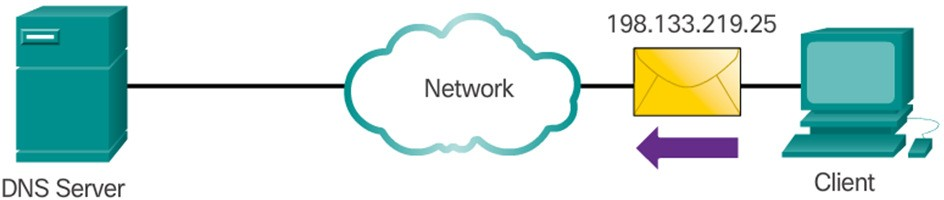 198.133.219.25
Network
DNS Server
Client